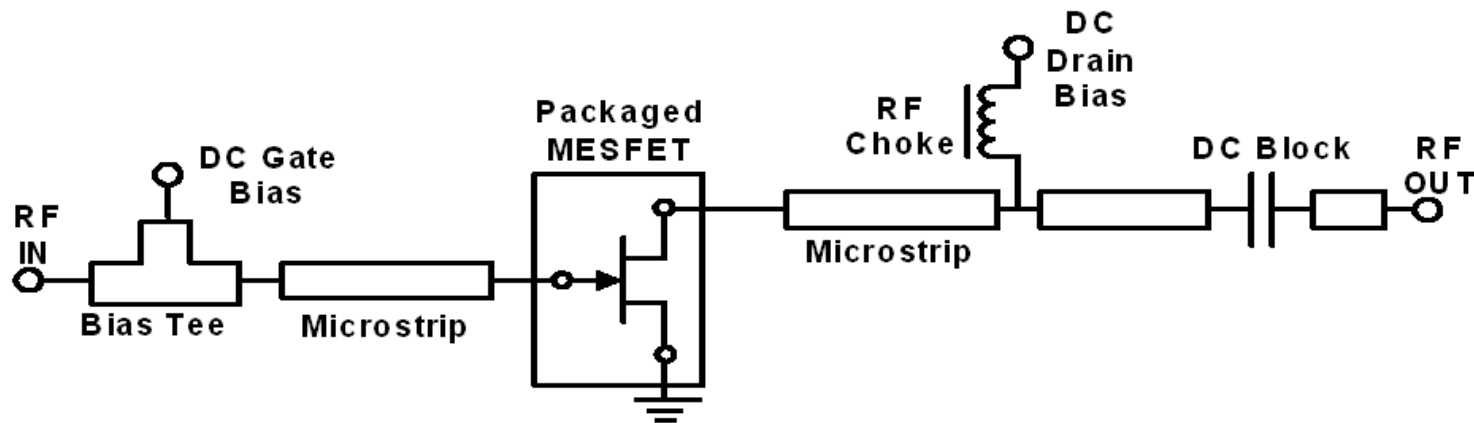 DC
Drain
Bias
RF
Choke
Packaged
MESFET
DC Gate
Bias
DC Block
RF
OUT
RF
IN
Microstrip
Bias Tee
Microstrip